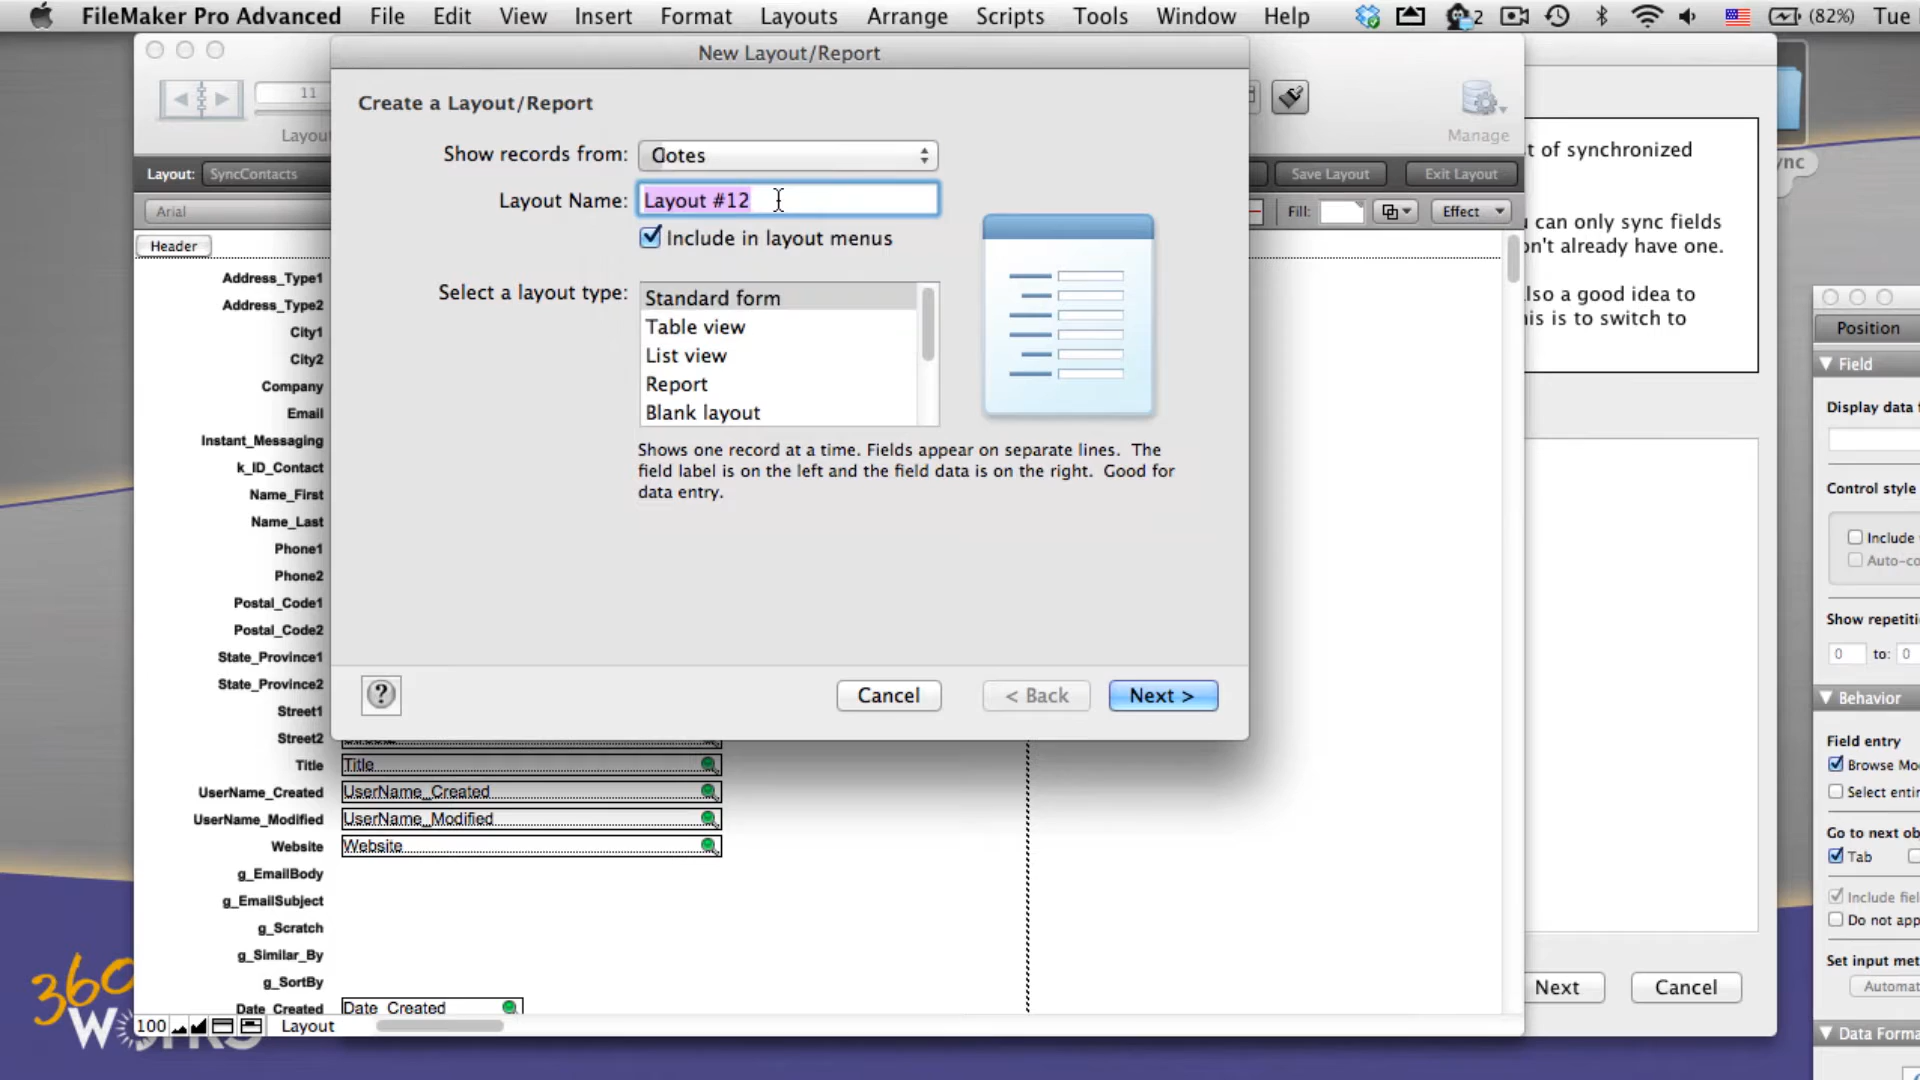 FileMaker Pro Advanced File Edit View Insert Format Layouts Arrange Scripts Tools Window Help 2 (82%) Tue
New Layout/Report
Create a Layout/Report
Show records from:
Layout Name: Layout #12
Include in layout menus
Select a layout type: Standard form
Table view
List view
Report
Blank layout
Shows one record at a time. Fields appear on separate lines. The
field label is on the left and the field data is on the right. Good for
data entry.
? Cancel < Back Next >
11
Layout: SyncContacts
Arial
Header
Address_Type1
Address_Type2
City1
City2
Company
Email
Instant_Messaging
k_ID_Contact
Name_First
Name_Last
Phone1
Phone2
Postal_Code1
Postal_Code2
State_Province1
State_Province2
Street1
Street2
Title Title
UserName_Created UserName_Created
UserName_Modified UserName_Modified
Website Website
g_EmailBody
g_EmailSubject
g_Scratch
g_Similar_By
g_SortBy
Date_Created Date_Created
100 Layout
Manage
Save Layout Exit Layout
Fill: Effect
t of synchronized
can only sync fields
n't already have one.
lso a good idea to
is is to switch to
Next Cancel
Position
Field
Display data
Control style
Include
Auto-co
Show repetiti
0 to: 0
Behavior
Field entry
Browse Mo
Select entir
Go to next ob
Tab
Include fiel
Do not app
Set input met
Automat
Data Forma
360